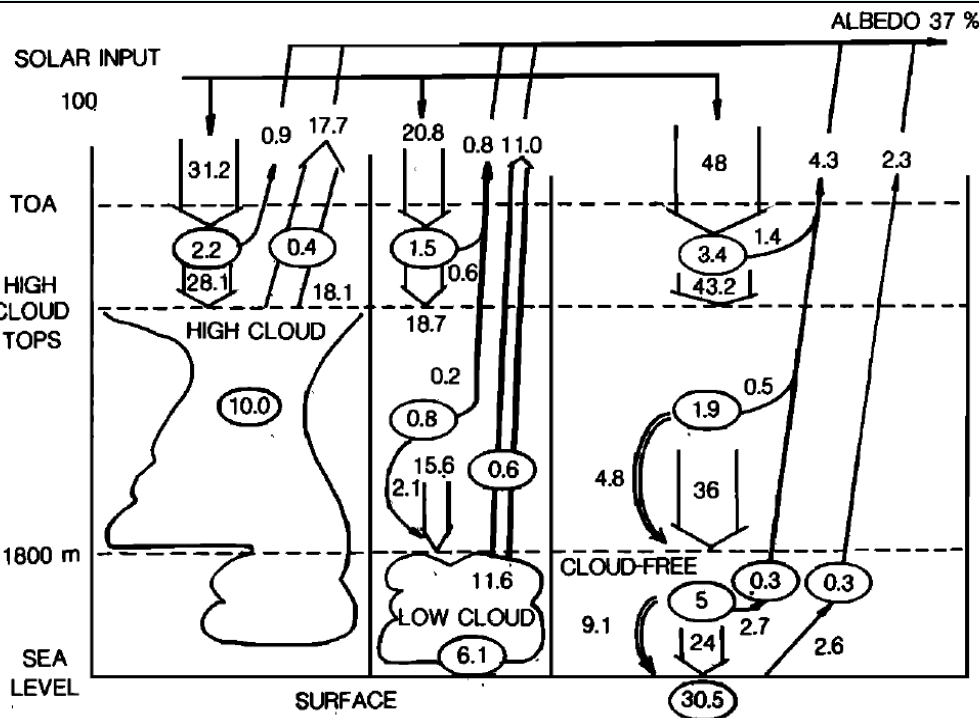 ALBEDO 37 %
SOLAR INPUT
100
0.9 17.7 20.8 0.8 11.0
31.2 48 4.3 2.3
TOA
2.2 0.4 1.5 3.4 1.4
28.1 0.6 43.2
HIGH 18.1
CLOUD 18.7
TOPS HIGH CLOUD
0.2 0.5
10.0 0.8 1.9
15.6 0.6
2.1 4.8 36
1800 m
CLOUD-FREE
11.6 0.3 0.3
LOW CLOUD 5
9.1 2.7
24 2.6
6.1
SEA
LEVEL
SURFACE 30.5